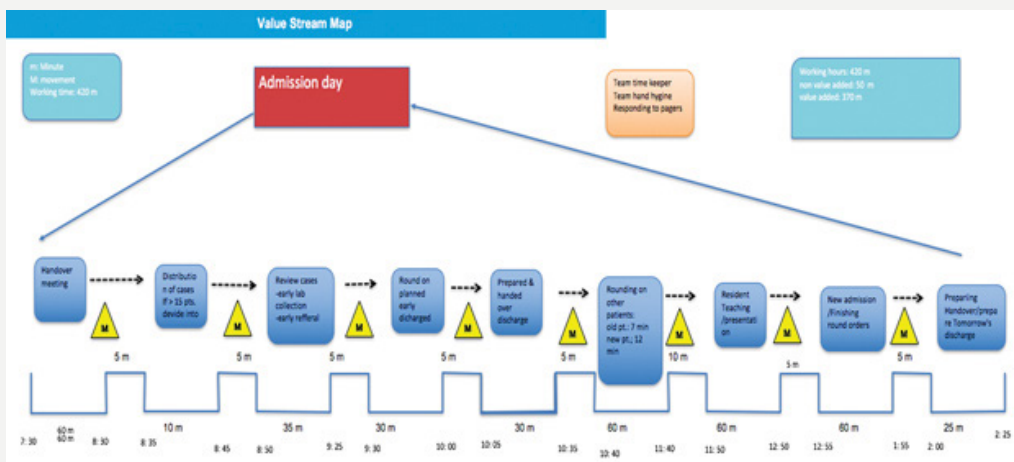 Value Stream Map
m: Minute
M: movement
Working time: 420 m
Admission day
Team time keeper
Team hand hygine
Responding to pagers
Working hours: 420 m
non value added: 50 m
value added: 370 m
Handover
meeting
Distributio
n of cases
If > 15 pts.
devide into
Review cases
-early lab
collection
-early refferal
Round on
planned
early
dicharged
Prepared &
handed
over
discharge
Rounding on
other
patients:
old pt.: 7 min
new pt.; 12
min
Resident
Teaching
/presentati
on
New admission
/Finishing
round orders
Preparing
Handover/prepa
re Tomorrow's
discharge
M M M M M M M M
5 m 5 m 5 m 5 m 5 m 10 m 5 m 5 m
60 m 10 m 35 m 30 m 30 m 60 m 60 m 60 m 25 m
60 m
7: 30 8:30 8:35 8:45 8: 50 9:25 9: 30 10: 00 10: 05 10:35 10: 40 11:40 11: 50 12:50 12: 55 1:55 2: 00 2:25